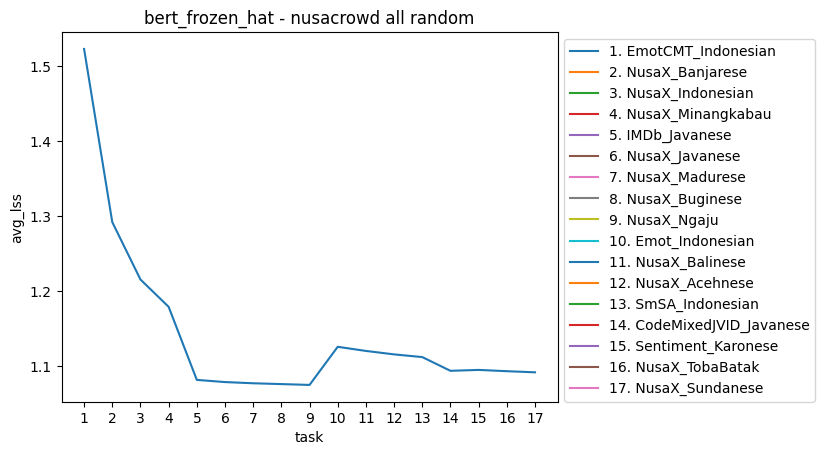 bert_frozen_hat - nusacrowd all random
avg_lss
1.5
1.4
1.3
1.2
1.1
1 2 3 4 5 6 7 8 9 10 11 12 13 14 15 16 17
task
1. EmotCMT_Indonesian
2. NusaX_Banjarese
3. NusaX_Indonesian
4. NusaX_Minangkabau
5. IMDb_Javanese
6. NusaX_Javanese
7. NusaX_Madurese
8. NusaX_Buginese
9. NusaX_Ngaju
10. Emot_Indonesian
11. NusaX_Balinese
12. NusaX_Acehnese
13. SmSA_Indonesian
14. CodeMixedJVID_Javanese
15. Sentiment_Karonese
16. NusaX_TobaBatak
17. NusaX_Sundanese